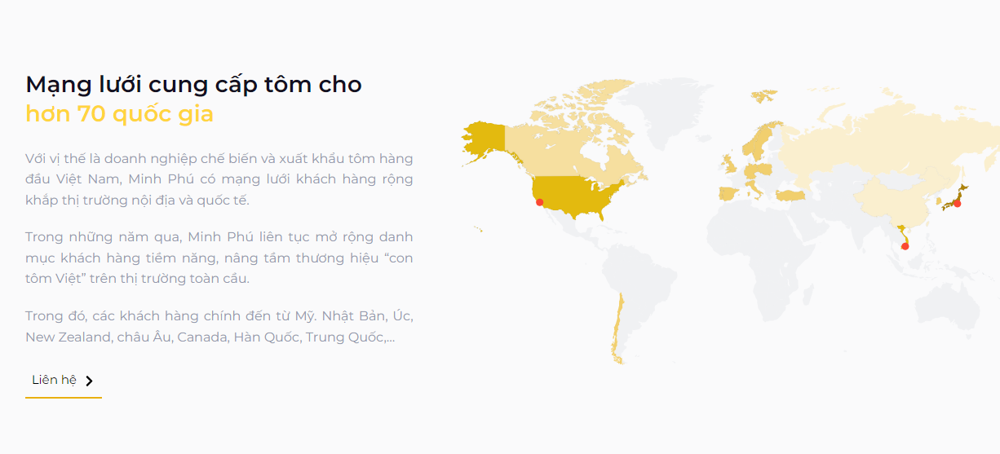 Mạng lưới cung cấp tôm cho
hơn 70 quốc gia
Với vị thế là doanh nghiệp chế biến và xuất khẩu tôm hàng
đầu Việt Nam, Minh Phú có mạng lưới khách hàng rộng
khắp thị trường nội địa và quốc tế.
Trong những năm qua, Minh Phú liên tục mở rộng danh
mục khách hàng tiềm năng, nâng tầm thương hiệu “con
tôm Việt” trên thị trường toàn cầu.
Trong đó, các khách hàng chính đến từ Mỹ. Nhật Bản, Úc,
New Zealand, châu Âu, Canada, Hàn Quốc, Trung Quốc,...
Liên hệ